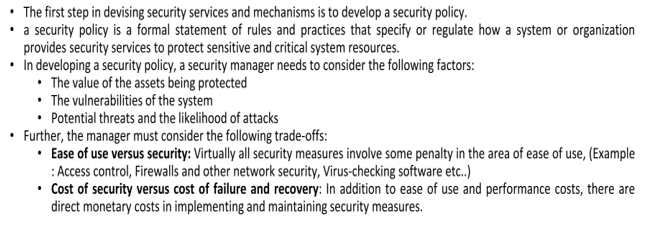 • The first step in devising security services and mechanisms is to develop a security policy.
• a security policy is a formal statement of rules and practices that specify or regulate how a system or organization
provides security services to protect sensitive and critical system resources.
• In developing a security policy, a security manager needs to consider the following factors:
• The value of the assets being protected
• The vulnerabilities of the system
• Potential threats and the likelihood of attacks
• Further, the manager must consider the following trade-offs:
• Ease of use versus security: Virtually all security measures involve some penalty in the area of ease of use, (Example
: Access control, Firewalls and other network security, Virus-checking software etc..)
• Cost of security versus cost of failure and recovery: In addition to ease of use and performance costs, there are
direct monetary costs in implementing and maintaining security measures.